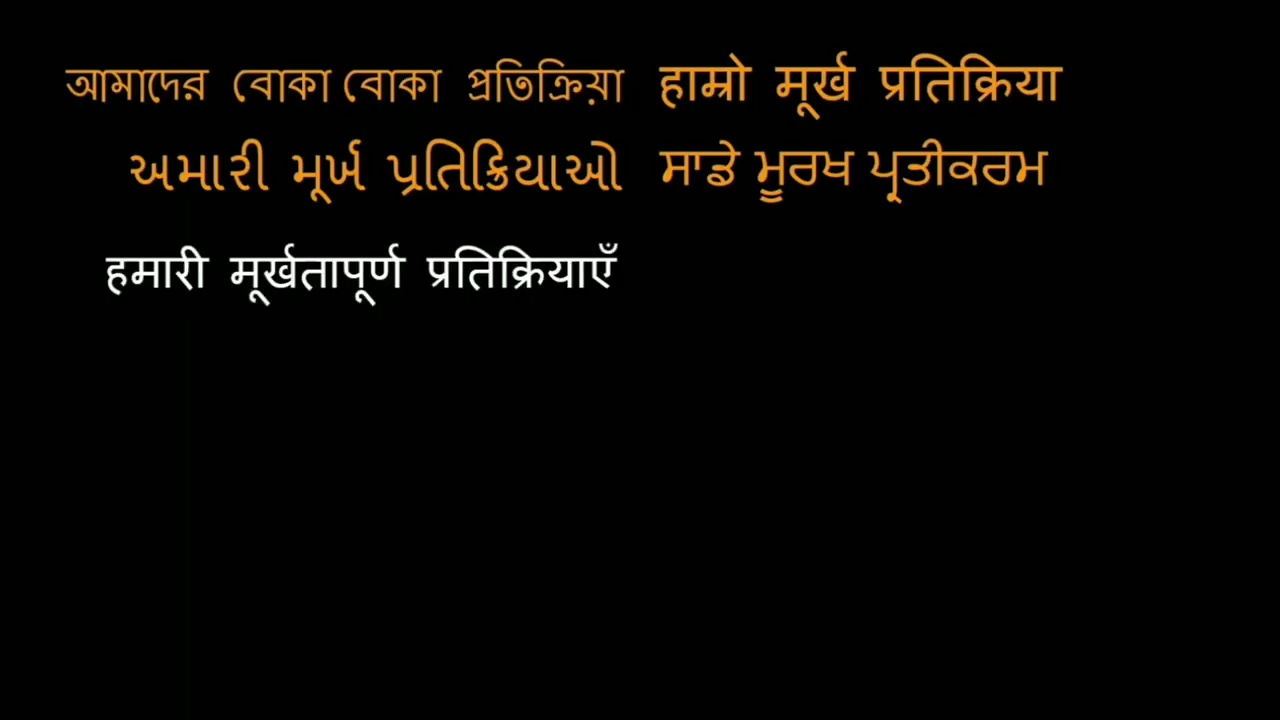 আমাদের বোকা বোকা প্রতিক্রিয়া हाम्रो मूर्ख प्रतिक्रिया
અમારી મૂર્ખ પ્રતિક્રિયાઓ ਸਾਡੇ ਮੂਰਖ ਪ੍ਰਤੀਕਰਮ
हमारी मूर्खतापूर्ण प्रतिक्रियाएँ